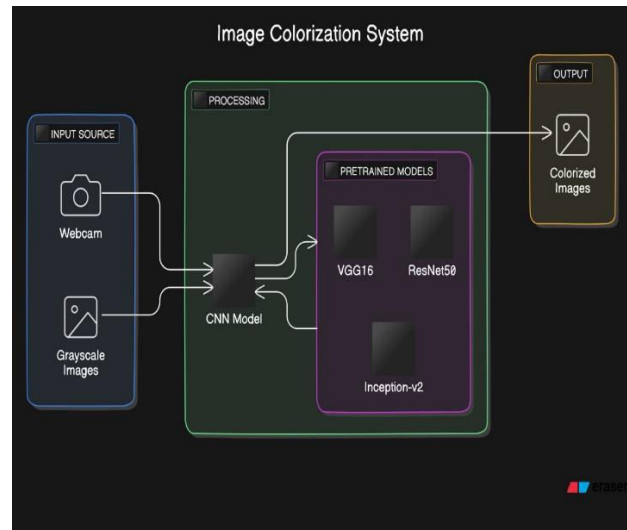 Image Colorization System
INPUT SOURCE
Webcam
Grayscale
Images
PROCESSING
CNN Model
PRETRAINED MODELS
VGG16
ResNet50
Inception-v2
OUTPUT
Colorized
Images
eraser